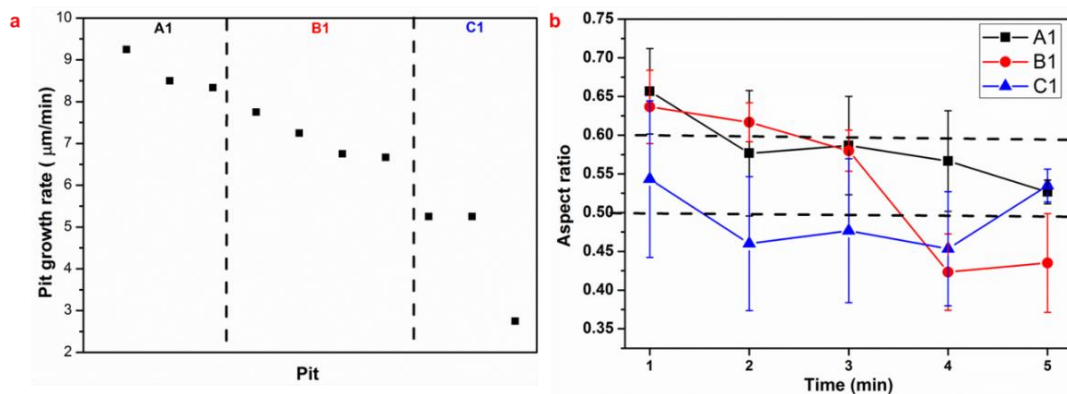 a
A1 B1 C1
Pit growth rate ( µm/min)
10
9
8
7
6
5
4
3
2
Pit
b
A1
B1
C1
Aspect ratio
0.75
0.70
0.65
0.60
0.55
0.50
0.45
0.40
0.35
1 2 3 4 5
Time (min)